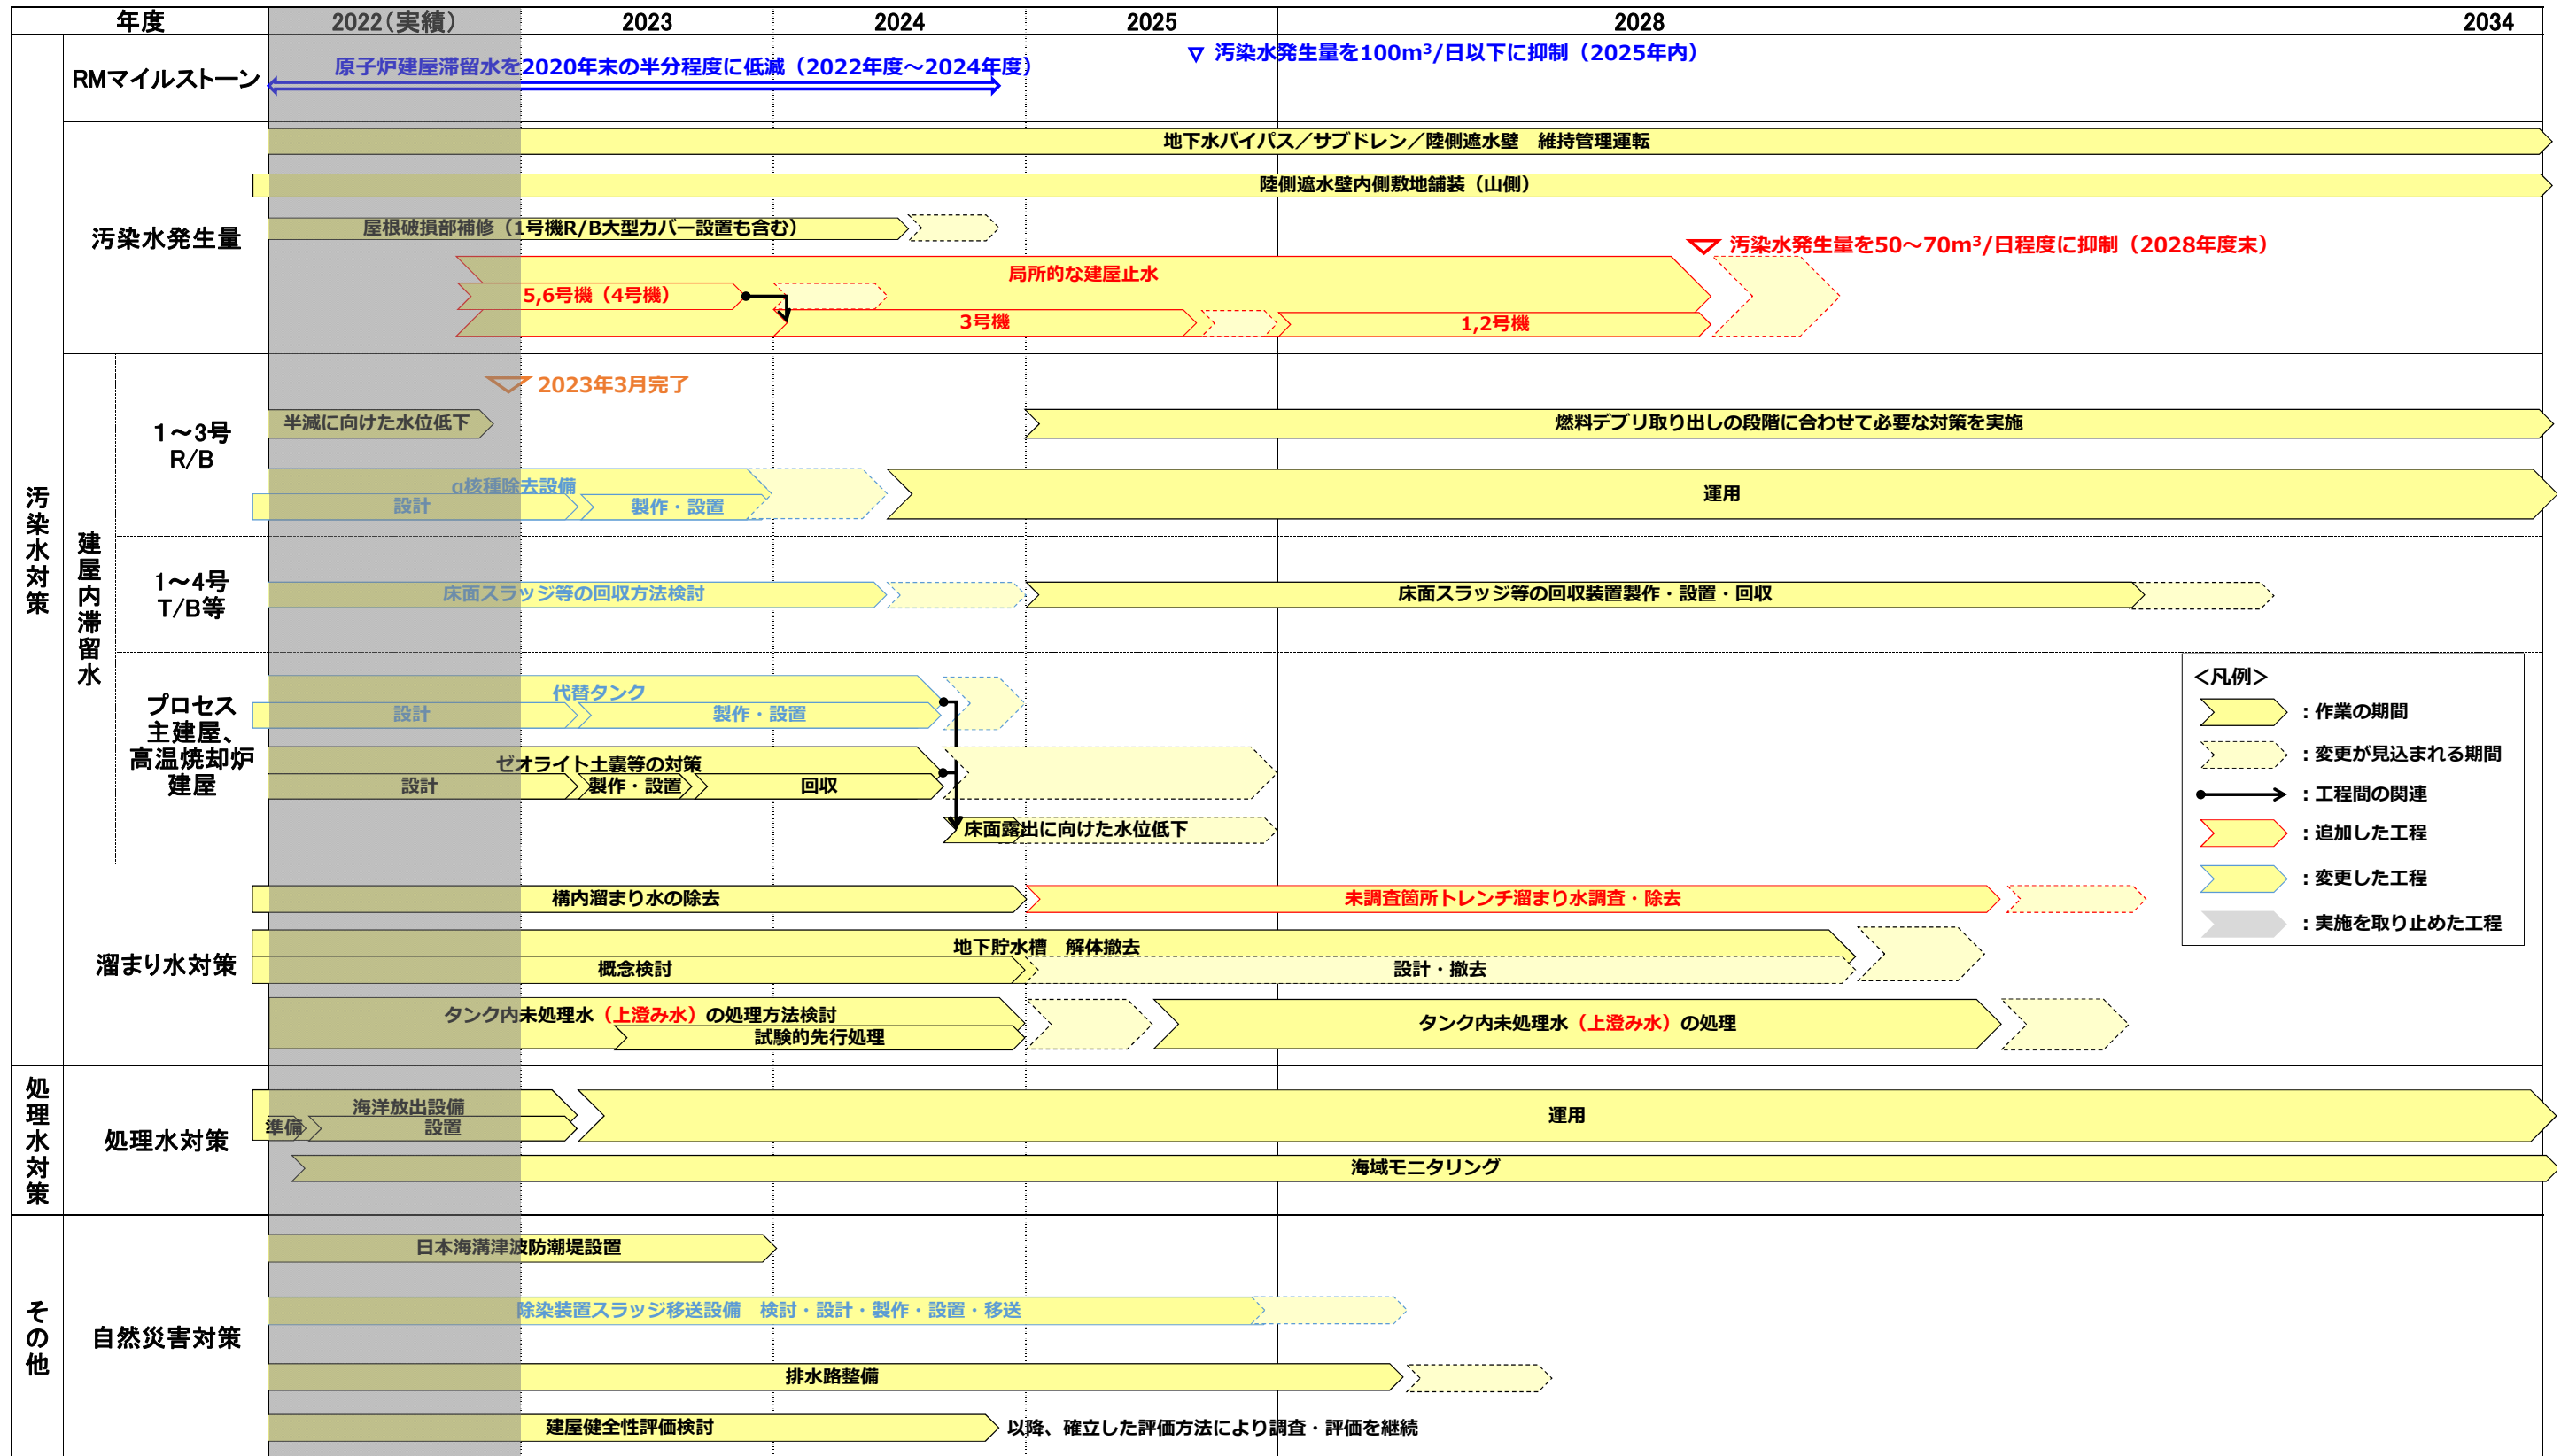 年度
2022（実績）
2023
2024
2025
2028
2034
汚染水対策
RMマイルストーン
原子炉建屋滞留水を2020年末の半分程度に低減（2022年度～2024年度）
▽ 汚染水発生量を100m³/日以下に抑制（2025年内）
汚染水発生量
地下水バイパス／サブドレン／陸側遮水壁　維持管理運転
陸側遮水壁内側敷地舗装（山側）
屋根破損部補修（1号機R/B大型カバー設置も含む）
汚染水発生量を50～70m³/日程度に抑制（2028年度末）
局所的な建屋止水
5,6号機（4号機）
3号機
1,2号機
建屋内滞留水
1～3号
R/B
2023年3月完了
半減に向けた水位低下
燃料デブリ取り出しの段階に合わせて必要な対策を実施
α核種除去設備
設計
製作・設置
運用
1～4号
T/B等
床面スラッジ等の回収方法検討
床面スラッジ等の回収装置製作・設置・回収
プロセス
主建屋、
高温焼却炉
建屋
代替タンク
設計
製作・設置
ゼオライト土嚢等の対策
設計
製作・設置
回収
床面露出に向けた水位低下
＜凡例＞
：作業の期間
：変更が見込まれる期間
：工程間の関連
：追加した工程
：変更した工程
：実施を取り止めた工程
溜まり水対策
構内溜まり水の除去
未調査箇所トレンチ溜まり水調査・除去
地下貯水槽　解体撤去
概念検討
設計・撤去
タンク内未処理水（上澄み水）の処理方法検討
試験的先行処理
タンク内未処理水（上澄み水）の処理
処理水対策
処理水対策
海洋放出設備
準備
設置
運用
海域モニタリング
その他
自然災害対策
日本海溝津波防潮堤設置
除染装置スラッジ移送設備　検討・設計・製作・設置・移送
排水路整備
建屋健全性評価検討
以降、確立した評価方法により調査・評価を継続